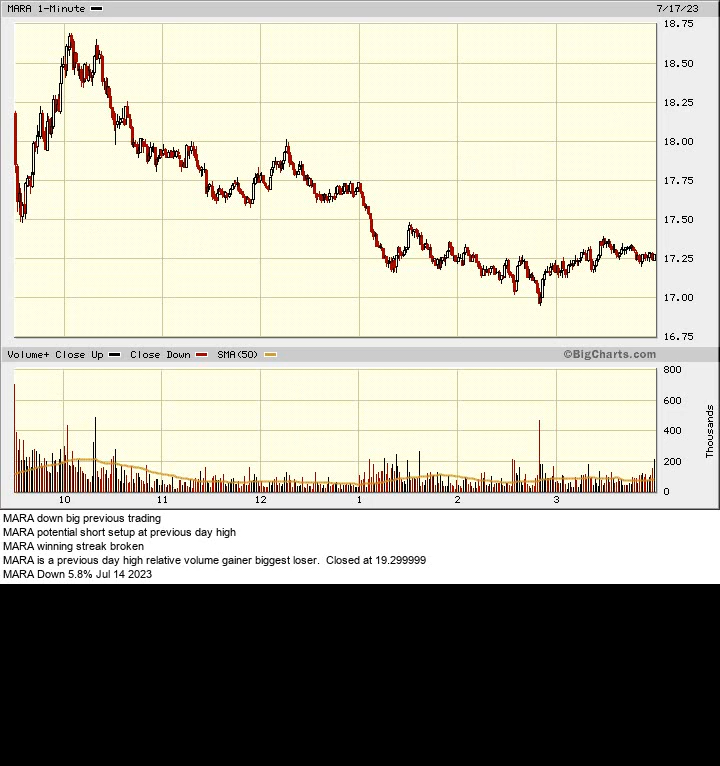 MARA 1-Minute 7/17/23
18.75
18.50
18.25
18.00
17.75
17.50
17.25
17.00
16.75
Volume+ Close Up Close Down SMA(50) ©BigCharts.com
800
600
400
200
0
Thousands
10 11 12 1 2 3
MARA down big previous trading
MARA potential short setup at previous day high
MARA winning streak broken
MARA is a previous day high relative volume gainer biggest loser. Closed at 19.299999
MARA Down 5.8% Jul 14 2023